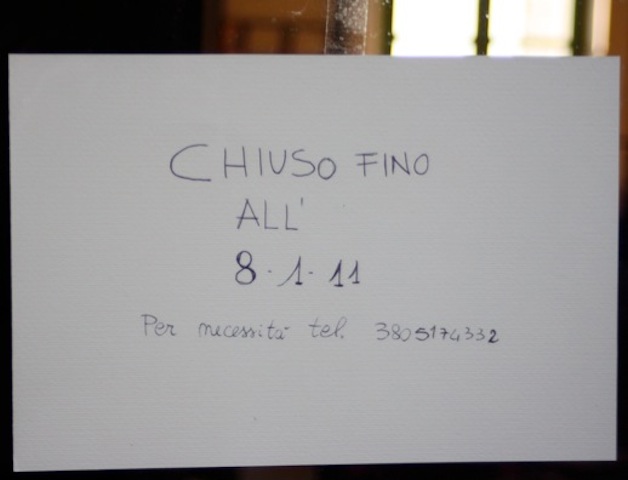 CHIUSO FINO
ALL'
8.1.11
Per necessità tel. 3805174332